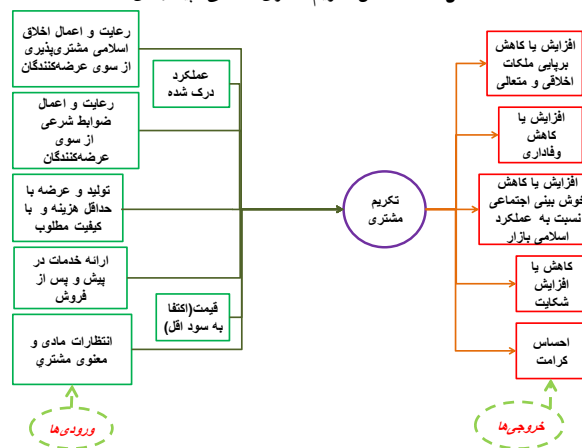 رعایت و اعمال اخلاق
اسلامی مشتری‌پذیری
از سوی عرضه‌کنندگان
عملکرد
درک شده
رعایت و اعمال
ضوابط شرعی
از سوی
عرضه‌کنندگان
تولید و عرضه با
حداقل هزینه و با
کیفیت مطلوب
ارائه خدمات در
پیش و پس از
فروش
قیمت(اکتفا
به سود اقل)
انتظارات مادی و
معنوی مشتری
ورودی‌ها
تکریم
مشتری
افزایش یا کاهش
برپایی ملکات
اخلاقی و متعالی
افزایش یا
کاهش
وفاداری
افزایش یا کاهش
خوش بینی اجتماعی
نسبت به عملکرد
اسلامی بازار
کاهش یا
افزایش
شکایت
احساس
کرامت
خروجی‌ها